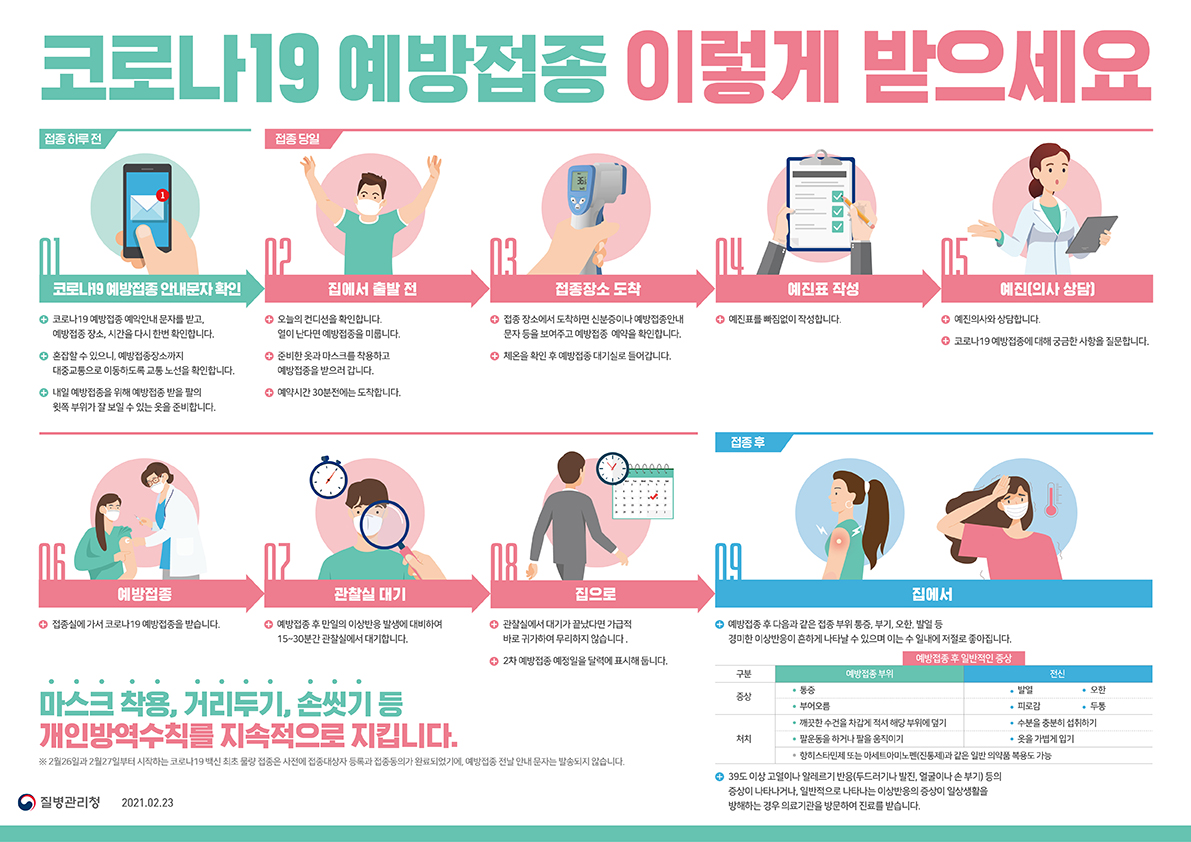 코로나19 예방접종 이렇게 받으세요
접종 하루 전
접종 당일
1
01
코로나19 예방접종 안내문자 확인
코로나19 예방접종 예약안내 문자를 받고,
예방접종 장소, 시간을 다시 한번 확인합니다.
혼잡할 수 있으니, 예방접종장소까지
대중교통으로 이동하도록 교통 노선을 확인합니다.
내일 예방접종을 위해 예방접종 받을 팔의
윗쪽 부위가 잘 보일 수 있는 옷을 준비합니다.
02
집에서 출발 전
오늘의 컨디션을 확인합니다.
열이 난다면 예방접종을 미룹니다.
준비한 옷과 마스크를 착용하고
예방접종을 받으러 갑니다.
예약시간 30분전에는 도착합니다.
03
접종장소 도착
접종 장소에서 도착하면 신분증이나 예방접종안내
문자 등을 보여주고 예방접종 예약을 확인합니다.
체온을 확인 후 예방접종 대기실로 들어갑니다.
04
예진표 작성
예진표를 빠짐없이 작성합니다.
05
예진(의사 상담)
예진의사와 상담합니다.
코로나19 예방접종에 대해 궁금한 사항을 질문합니다.
06
예방접종
접종실에 가서 코로나19 예방접종을 받습니다.
07
관찰실 대기
예방접종 후 만일의 이상반응 발생에 대비하여
15~30분간 관찰실에서 대기합니다.
08
집으로
관찰실에서 대기가 끝났다면 가급적
바로 귀가하여 무리하지 않습니다 .
2차 예방접종 예정일을 달력에 표시해 둡니다.
접종 후
09
집에서
예방접종 후 다음과 같은 접종 부위 통증, 부기, 오한, 발열 등
경미한 이상반응이 흔하게 나타날 수 있으며 이는 수 일내에 저절로 좋아집니다.
예방접종 후 일반적인 증상
구분 예방접종 부위 전신
증상 통증 발열 오한
부어오름 피로감 두통
처치 깨끗한 수건을 차갑게 적셔 해당 부위에 덮기 수분을 충분히 섭취하기
팔운동을 하거나 팔을 움직이기 옷을 가볍게 입기
항히스타민제 또는 아세트아미노펜(진통제)과 같은 일반 의약품 복용도 가능
39도 이상 고열이나 알레르기 반응(두드러기나 발진, 얼굴이나 손 부기) 등의
증상이 나타나거나, 일반적으로 나타나는 이상반응의 증상이 일상생활을
방해하는 경우 의료기관을 방문하여 진료를 받습니다.
마스크 착용, 거리두기, 손씻기 등
개인방역수칙를 지속적으로 지킵니다.
※ 2월26일과 2월27일부터 시작하는 코로나19 백신 최초 물량 접종은 사전에 접종대상자 등록과 접종동의가 완료되었기에, 예방접종 전날 안내 문자는 발송되지 않습니다.
질병관리청 2021.02.23